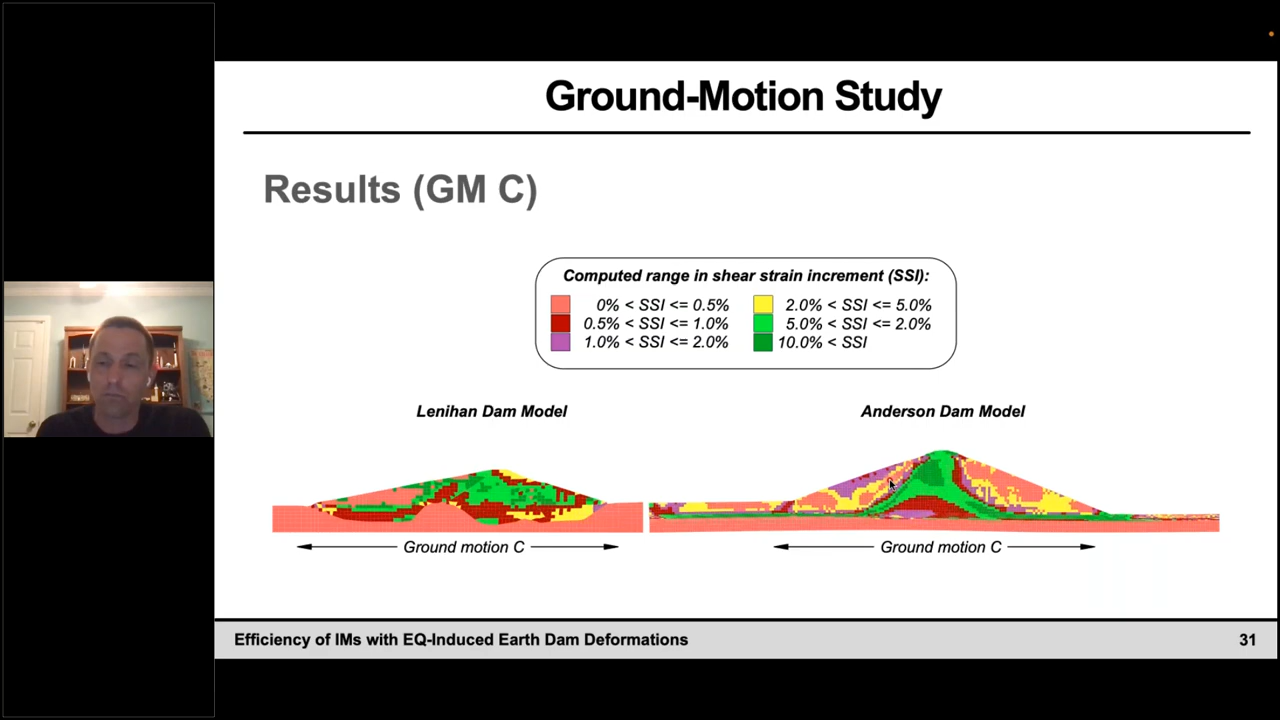 Ground-Motion Study
Results (GM C)
Computed range in shear strain increment (SSI):
0% < SSI <= 0.5%
2.0% < SSI <= 5.0%
0.5% < SSI <= 1.0%
5.0% < SSI <= 2.0%
1.0% < SSI <= 2.0%
10.0% < SSI
Lenihan Dam Model
Anderson Dam Model
Ground motion C
Ground motion C
Efficiency of IMs with EQ-Induced Earth Dam Deformations
31